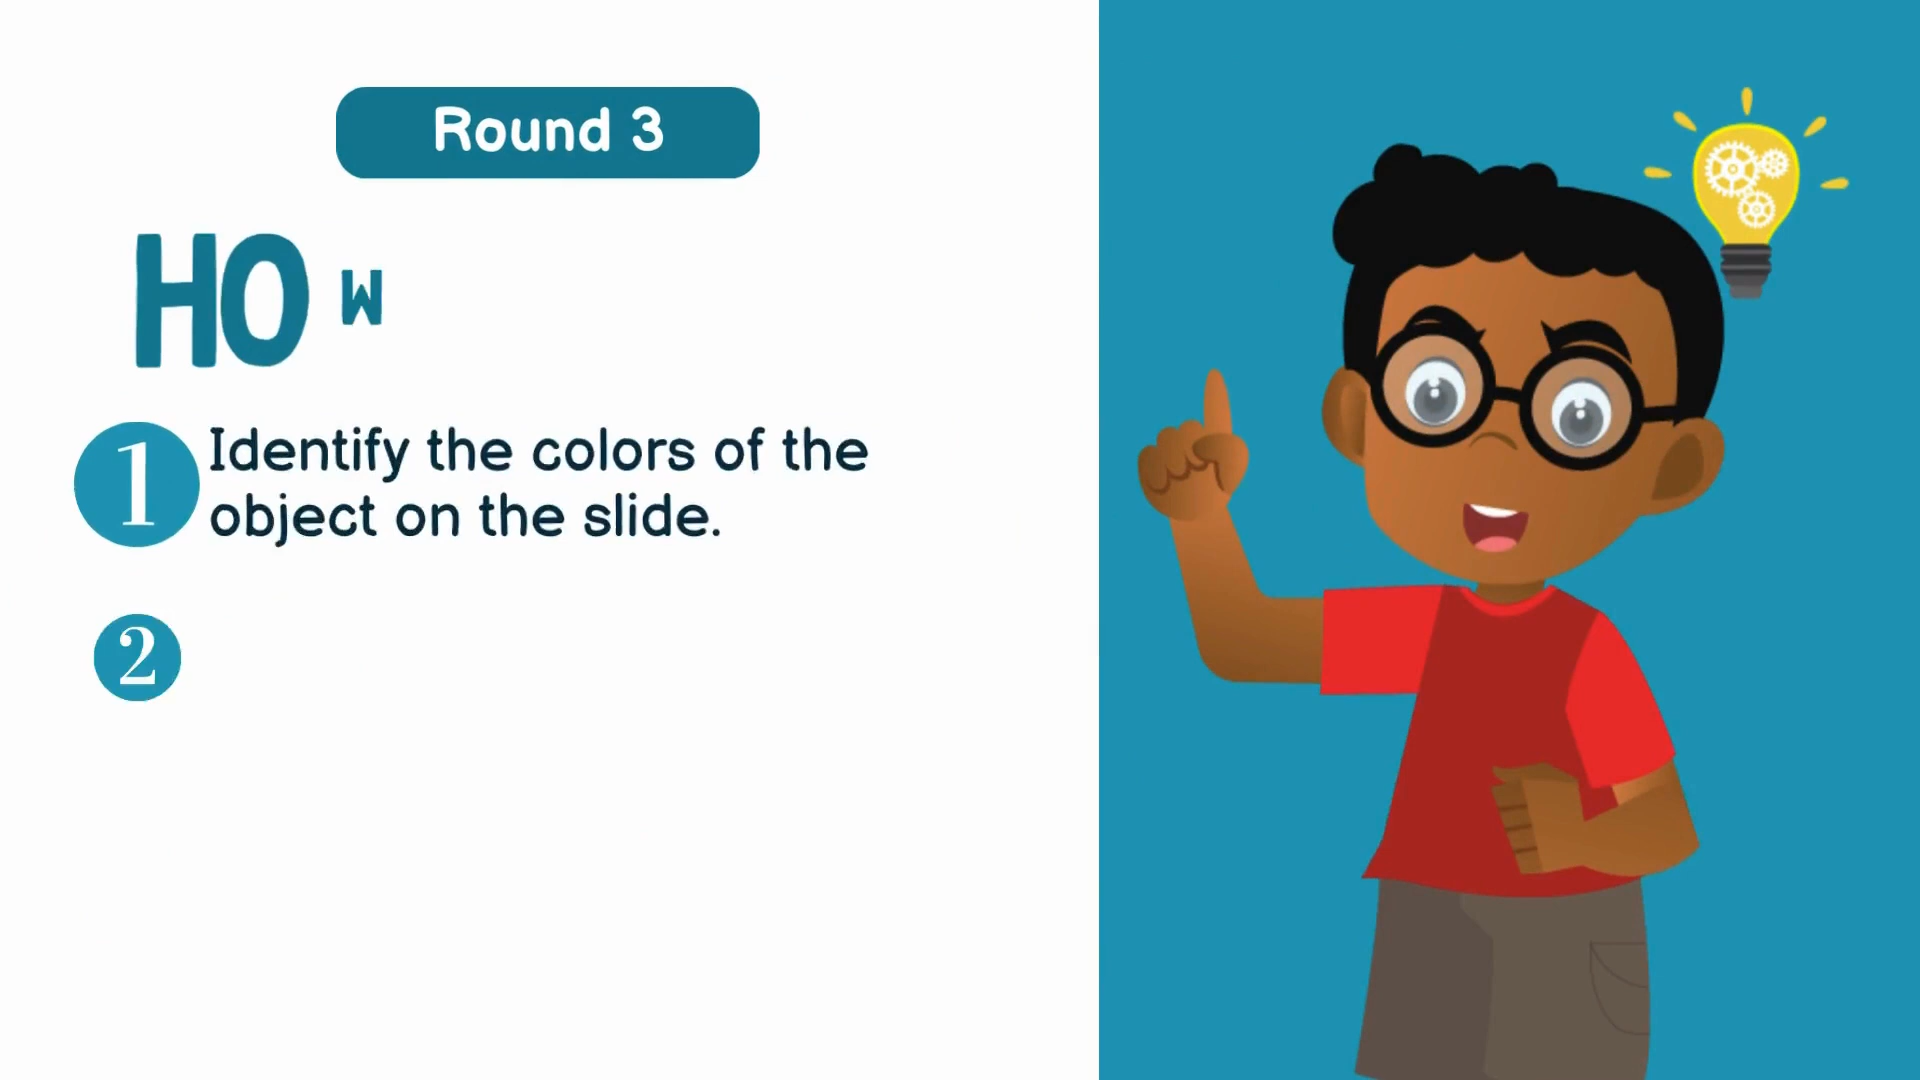 Round 3
HO W
1 Identify the colors of the
object on the slide.
2